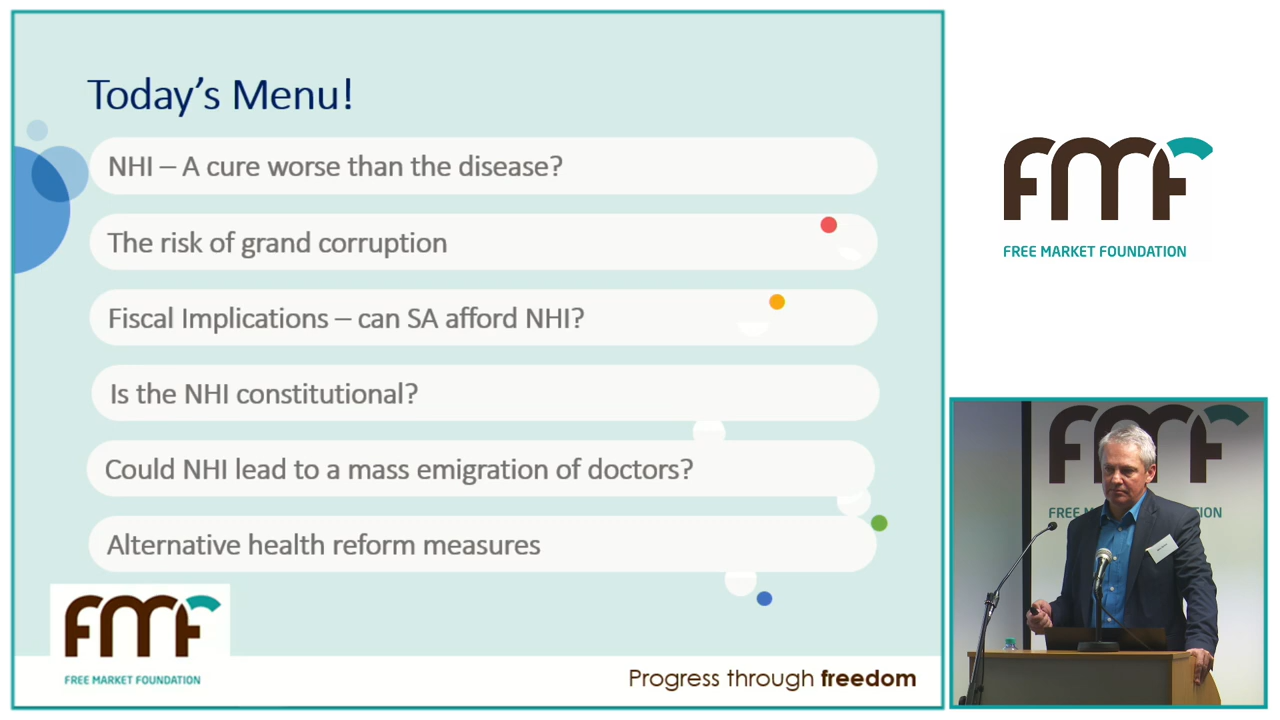 Today's Menu!
NHI – A cure worse than the disease?
The risk of grand corruption
Fiscal Implications – can SA afford NHI?
Is the NHI constitutional?
Could NHI lead to a mass emigration of doctors?
Alternative health reform measures
FMF
FREE MARKET FOUNDATION
Progress through freedom
FMF
FREE MARKET FOUNDATION
FMF
FREE